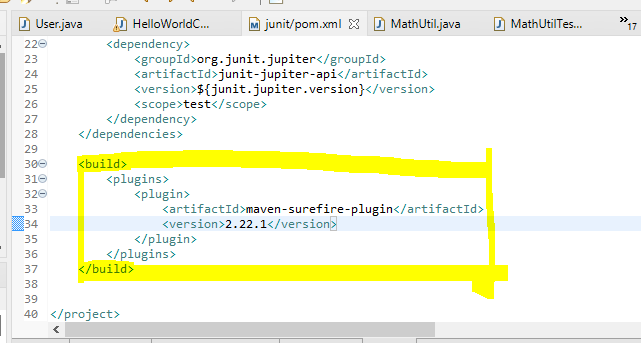 User.java HelloWorldC... junit/pom.xml MathUtil.java MathUtilTes... »17
22 <dependency>
23 <groupId>org.junit.jupiter</groupId>
24 <artifactId>junit-jupiter-api</artifactId>
25 <version>${junit.jupiter.version}</version>
26 <scope>test</scope>
27 </dependency>
28 </dependencies>
29
30 <build>
31 <plugins>
32 <plugin>
33 <artifactId>maven-surefire-plugin</artifactId>
34 <version>2.22.1</version>
35 </plugin>
36 </plugins>
37 </build>
38
39
40 </project>